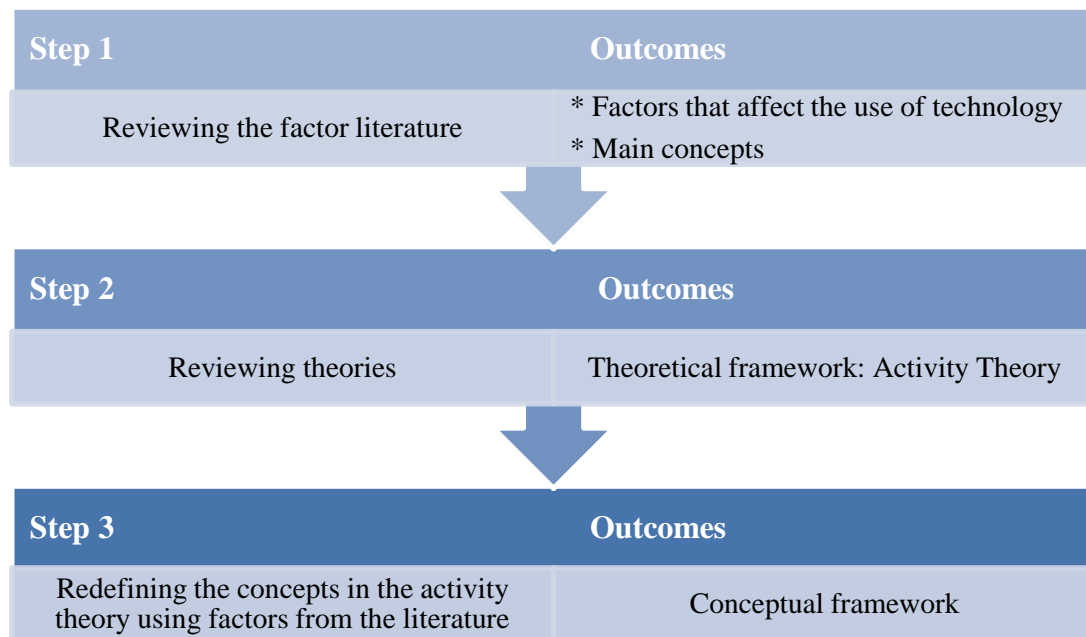 Step 1 Outcomes
Reviewing the factor literature
* Factors that affect the use of technology
* Main concepts
Step 2 Outcomes
Reviewing theories Theoretical framework: Activity Theory
Step 3 Outcomes
Redefining the concepts in the activity
theory using factors from the literature
Conceptual framework